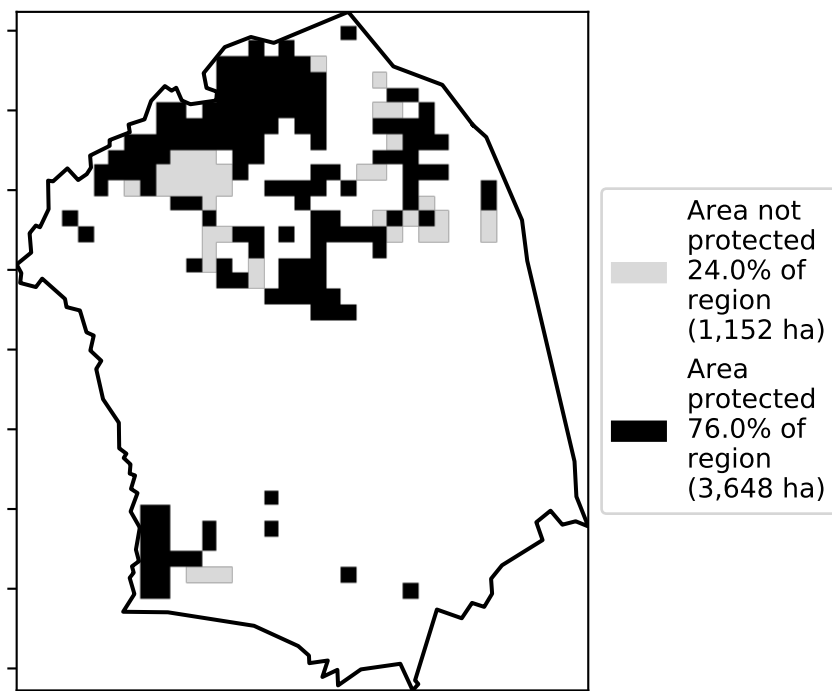 Area not
protected
24.0% of
region
(1,152 ha)
Area
protected
76.0% of
region
(3,648 ha)